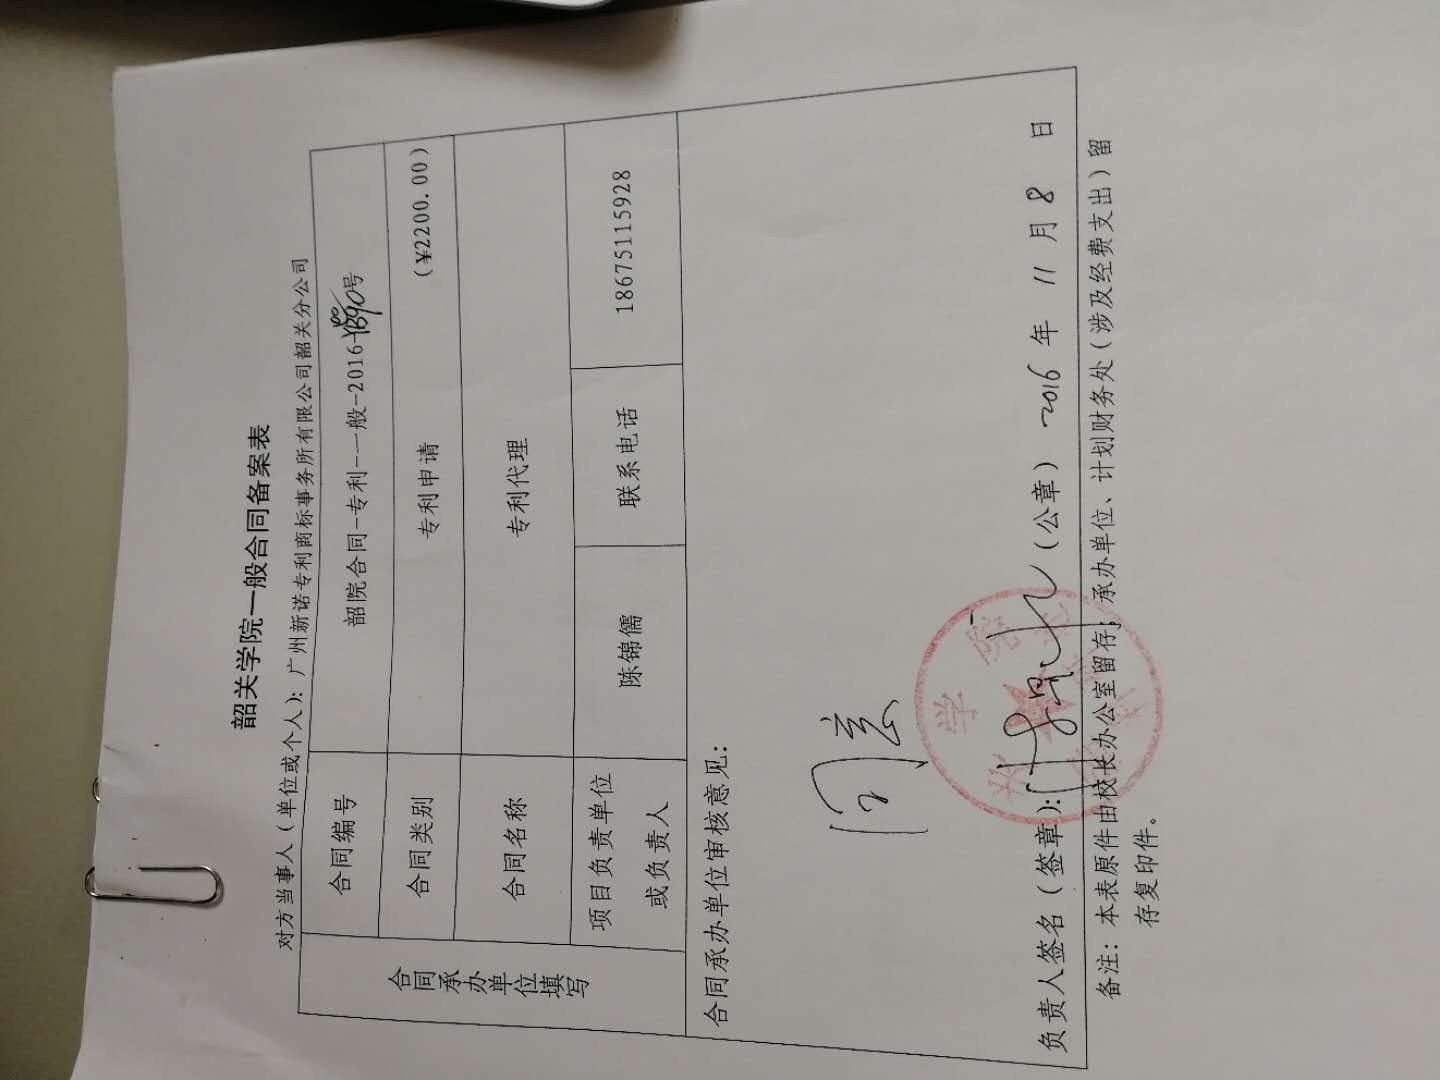 韶关学院一般合同备案表
对方当事人（单位或个人）：广州新诺专利商标事务所有限公司韶关分公司
合同承办单位填写
合同编号
韶院合同-专利-一般-2016-号
合同类别
专利申请 （¥2200.00）
合同名称
专利代理
项目负责单位
或负责人
陈锦儒
联系电话
18675115928
合同承办单位审核意见：
同意
负责人签名（签章）： （公章） 2016 年 11 月 8 日
备注：本表原件由校长办公室留存；承办单位、计划财务处（涉及经费支出）留
存复印件。